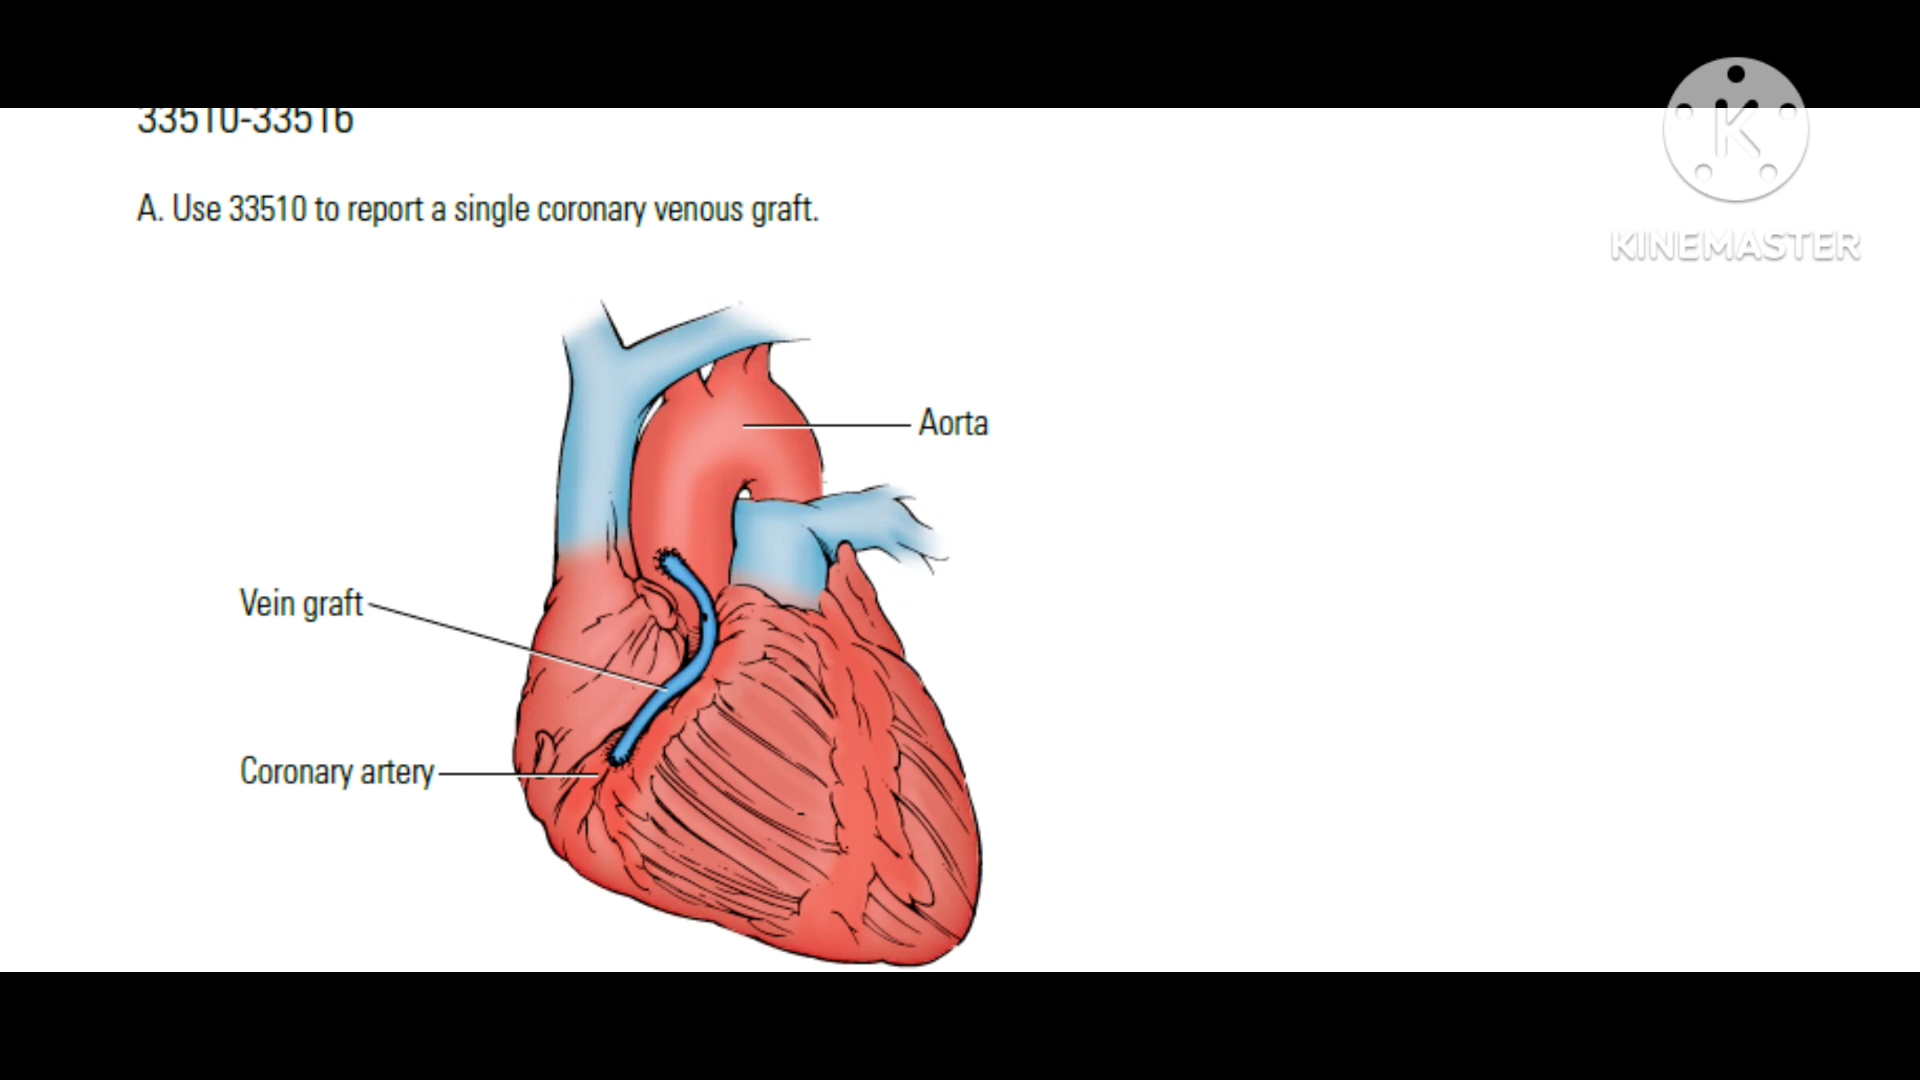 33510-33516
A. Use 33510 to report a single coronary venous graft.
K
KINEMASTER
Aorta
Vein graft
Coronary artery